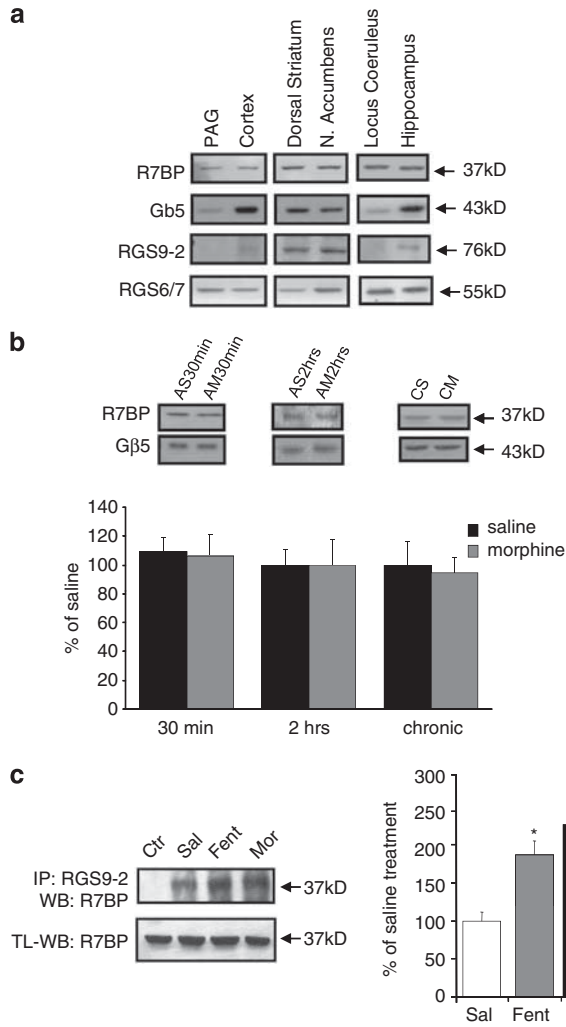 a
PAG
Cortex
Dorsal Striatum
N. Accumbens
Locus Coeruleus
Hippocampus
R7BP
37kD
Gb5
43kD
RGS9-2
76kD
RGS6/7
55kD
b
AS30min
AM30min
AS2hrs
AM2hrs
CS
CM
R7BP
37kD
Gβ5
43kD
140
120
100
80
60
40
20
0
% of saline
saline
morphine
30 min
2 hrs
chronic
c
Ctr
Sal
Fent
Mor
IP: RGS9-2
WB: R7BP
37kD
TL-WB: R7BP
37kD
300
250
200
150
100
50
0
% of saline treatment
*
Sal
Fent